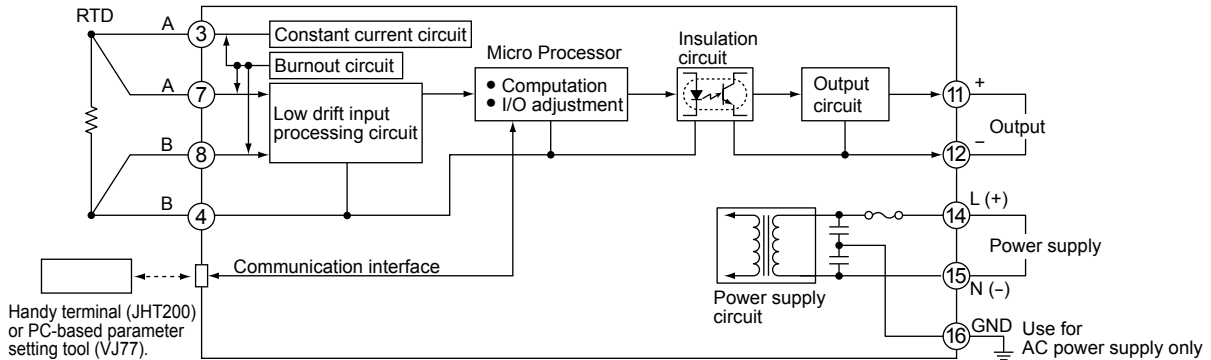 RTD
A
3
Constant current circuit
Burnout circuit
A
7
Low drift input
processing circuit
B
8
B
4
Micro Processor
● Computation
● I/O adjustment
Insulation
circuit
Output
circuit
11
+
Output
12
−
L (+)
14
Power supply
15
N (−)
Power supply
circuit
16
GND
Use for
AC power supply only
Communication interface
Handy terminal (JHT200)
or PC-based parameter
setting tool (VJ77).